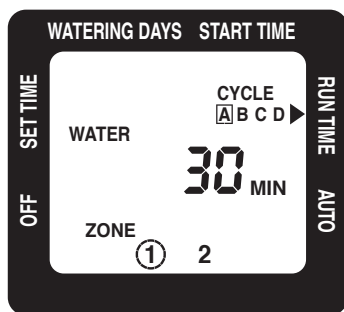 WATERING DAYS START TIME
SET TIME
OFF
CYCLE
A B C D
WATER
30 MIN
ZONE
1 2
RUN TIME
AUTO